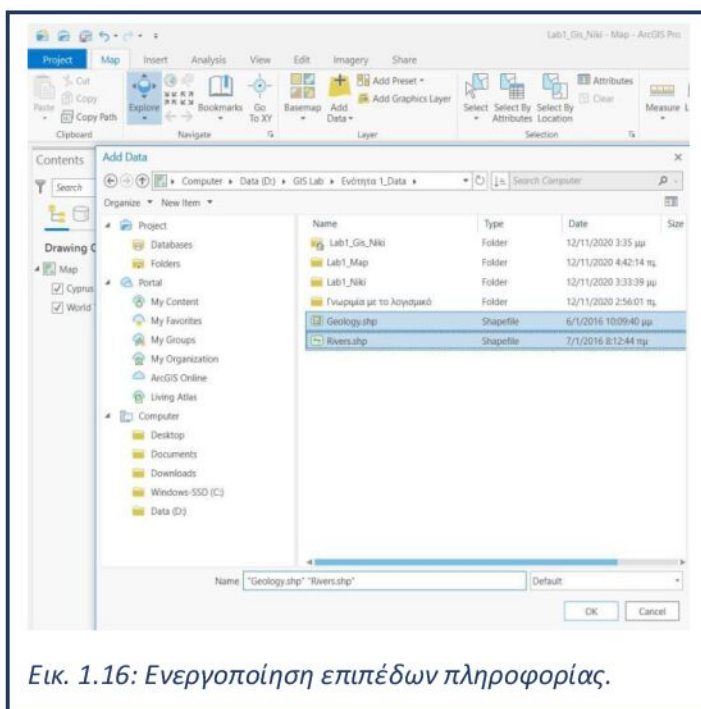 Lab1_Gis_Niki - Map - ArcGIS Pro
Project Map Insert Analysis View Edit Imagery Share
Cut
Copy
Copy Path
Paste
Clipboard
Explore
Bookmarks
Go To XY
Navigate
Basemap
Add Data
Add Preset
Add Graphics Layer
Layer
Select
Select By Attributes
Select By Location
Attributes
Clear
Selection
Measure
Contents
Search
Drawing
Map
Cyprus
World
Add Data
Computer Data (D:) GIS Lab Ενότητα 1_Data
Search Computer
Organize New Item
Project
Databases
Folders
Portal
My Content
My Favorites
My Groups
My Organization
ArcGIS Online
Living Atlas
Computer
Desktop
Documents
Downloads
Windows-SSD (C:)
Data (D:)
Name Type Date Size
Lab1_Gis_Niki Folder 12/11/2020 3:35 μμ
Lab1_Map Folder 12/11/2020 4:42:14 πμ
Lab1_Niki Folder 12/11/2020 3:33:39 μμ
Γνωριμία με το λογισμικό Folder 12/11/2020 2:56:01 πμ
Geology.shp Shapefile 6/1/2016 10:09:40 μμ
Rivers.shp Shapefile 7/1/2016 8:12:44 πμ
Name "Geology.shp" "Rivers.shp" Default
OK Cancel
Εικ. 1.16: Ενεργοποίηση επιπέδων πληροφορίας.